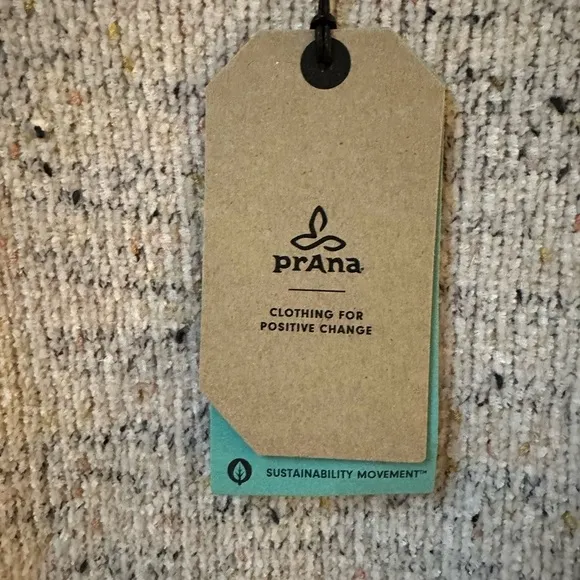 prAna
CLOTHING FOR
POSITIVE CHANGE
SUSTAINABILITY MOVEMENT™